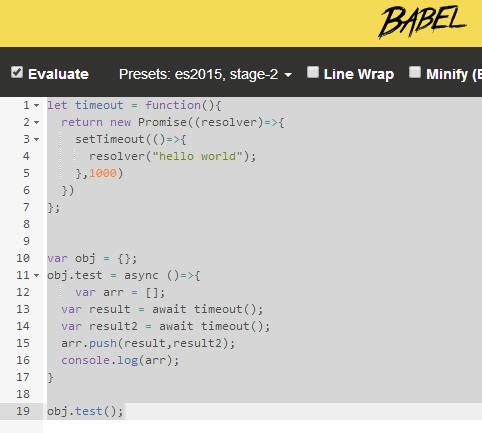 BABEL
Evaluate Presets: es2015, stage-2 Line Wrap Minify (E
1 let timeout = function(){
2 return new Promise((resolver)=>{
3 setTimeout(()=>{
4 resolver("hello world");
5 },1000)
6 })
7 };
8
9
10 var obj = {};
11 obj.test = async ()=>{
12 var arr = [];
13 var result = await timeout();
14 var result2 = await timeout();
15 arr.push(result,result2);
16 console.log(arr);
17 }
18
19 obj.test();